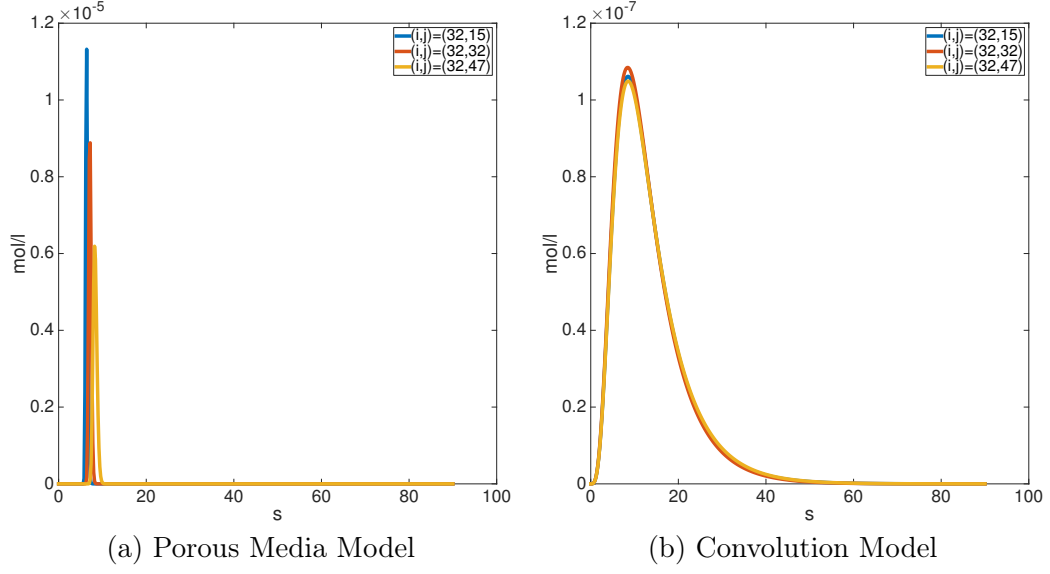 ×10-5
1.2
1
0.8
0.6
0.4
0.2
0
mol/l
0 20 40 60 80 100
s
(i,j)=(32,15)
(i,j)=(32,32)
(i,j)=(32,47)
(a) Porous Media Model
×10-7
1.2
1
0.8
0.6
0.4
0.2
0
mol/l
0 20 40 60 80 100
s
(i,j)=(32,15)
(i,j)=(32,32)
(i,j)=(32,47)
(b) Convolution Model